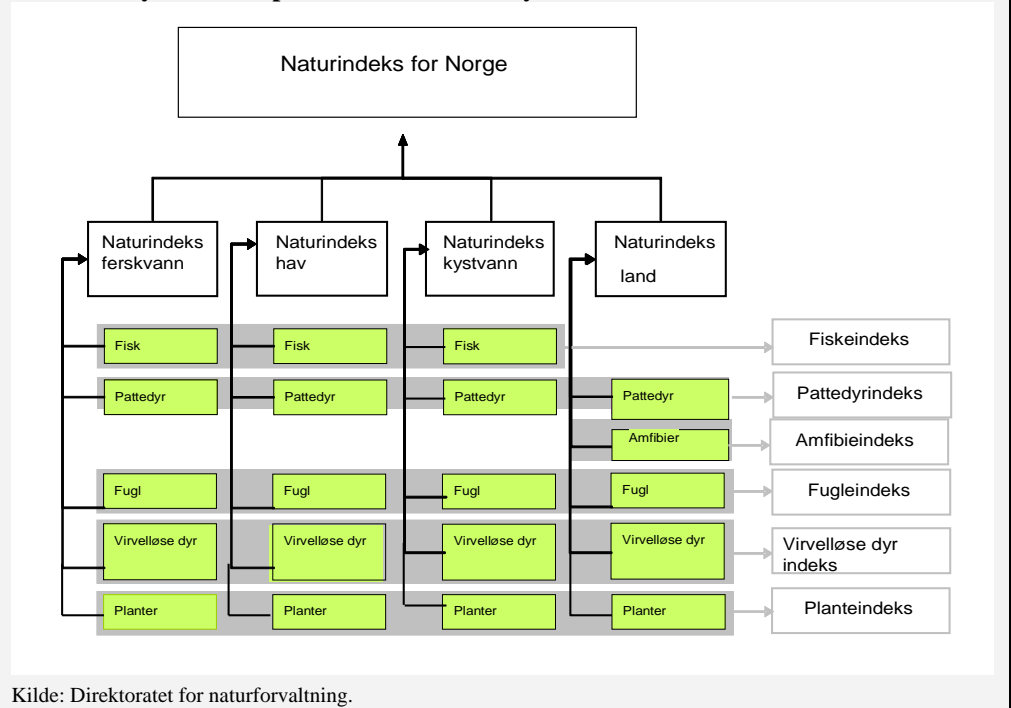 Naturindeks for Norge
Naturindeks
ferskvann
Naturindeks
hav
Naturindeks
kystvann
Naturindeks
land
Fisk
Fisk
Fisk
Fiskeindeks
Pattedyr
Pattedyr
Pattedyr
Pattedyr
Pattedyrindeks
Amfibier
Amfibieindeks
Fugl
Fugl
Fugl
Fugl
Fugleindeks
Virvelløse dyr
Virvelløse dyr
Virvelløse dyr
Virvelløse dyr
Virvelløse dyr
indeks
Planter
Planter
Planter
Planter
Planteindeks
Kilde: Direktoratet for naturforvaltning.